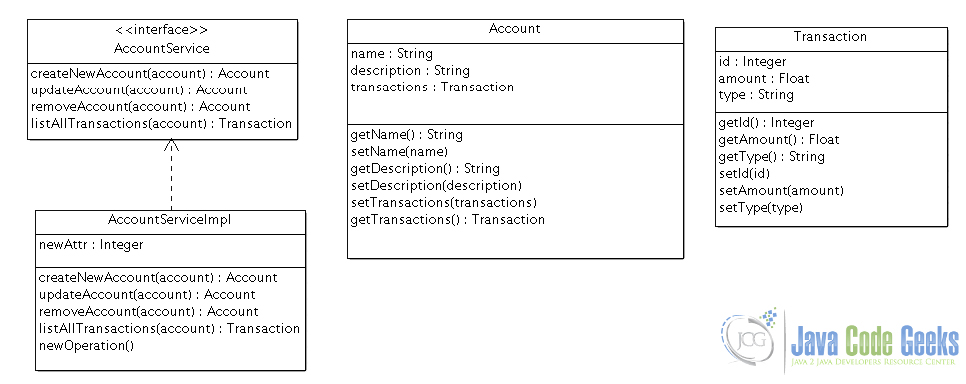 <<interface>>
AccountService
createNewAccount(account) : Account
updateAccount(account) : Account
removeAccount(account) : Account
listAllTransactions(account) : Transaction
AccountServiceImpl
newAttr : Integer
createNewAccount(account) : Account
updateAccount(account) : Account
removeAccount(account) : Account
listAllTransactions(account) : Transaction
newOperation()
Account
name : String
description : String
transactions : Transaction
getName() : String
setName(name)
getDescription() : String
setDescription(description)
setTransactions(transactions)
getTransactions() : Transaction
Transaction
id : Integer
amount : Float
type : String
getId() : Integer
getAmount() : Float
getType() : String
setId(id)
setAmount(amount)
setType(type)
JCG
Java Code Geeks
JAVA 2 JAVA DEVELOPERS RESOURCE CENTER